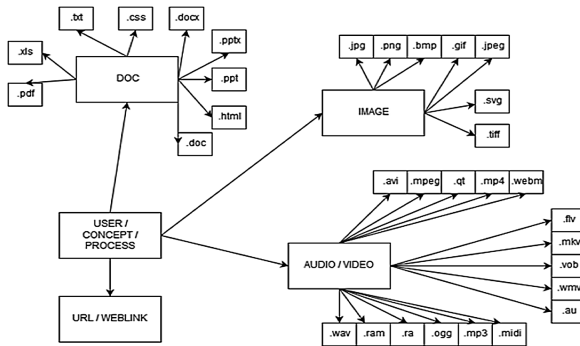 .txt
.css
.docx
.xls
.pptx
DOC
.ppt
.pdf
.html
.doc
.jpg
.png
.bmp
.gif
.jpeg
IMAGE
.svg
.tiff
USER /
CONCEPT /
PROCESS
URL / WEBLINK
.avi
.mpeg
.qt
.mp4
.webm
AUDIO / VIDEO
.flv
.mkv
.vob
.wmv
.au
.wav
.ram
.ra
.ogg
.mp3
.midi